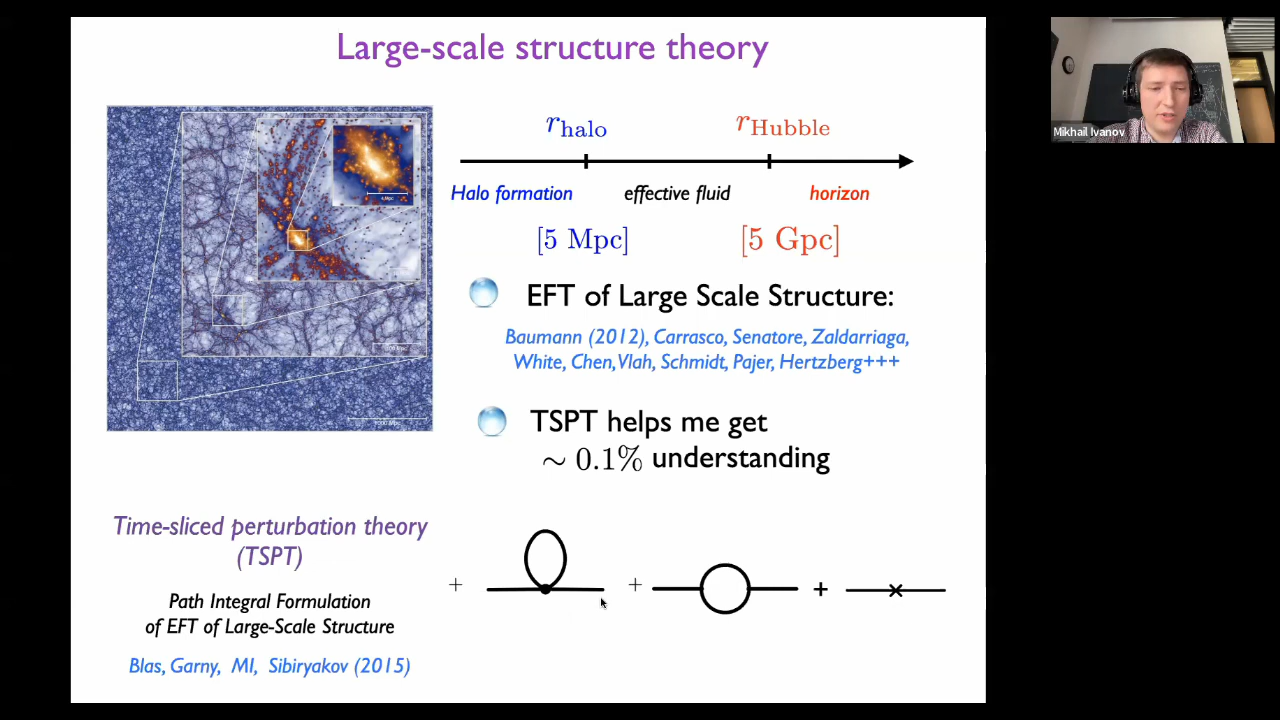 Large-scale structure theory
r_halo
r_Hubble
Halo formation
effective fluid
horizon
[5 Mpc]
[5 Gpc]
EFT of Large Scale Structure:
Baumann (2012), Carrasco, Senatore, Zaldarriaga,
White, Chen, Vlah, Schmidt, Pajer, Hertzberg+++
TSPT helps me get
∼ 0.1% understanding
Time-sliced perturbation theory
(TSPT)
Path Integral Formulation
of EFT of Large-Scale Structure
Blas, Garny, MI, Sibiryakov (2015)
+
+
+
Mikhail Ivanov